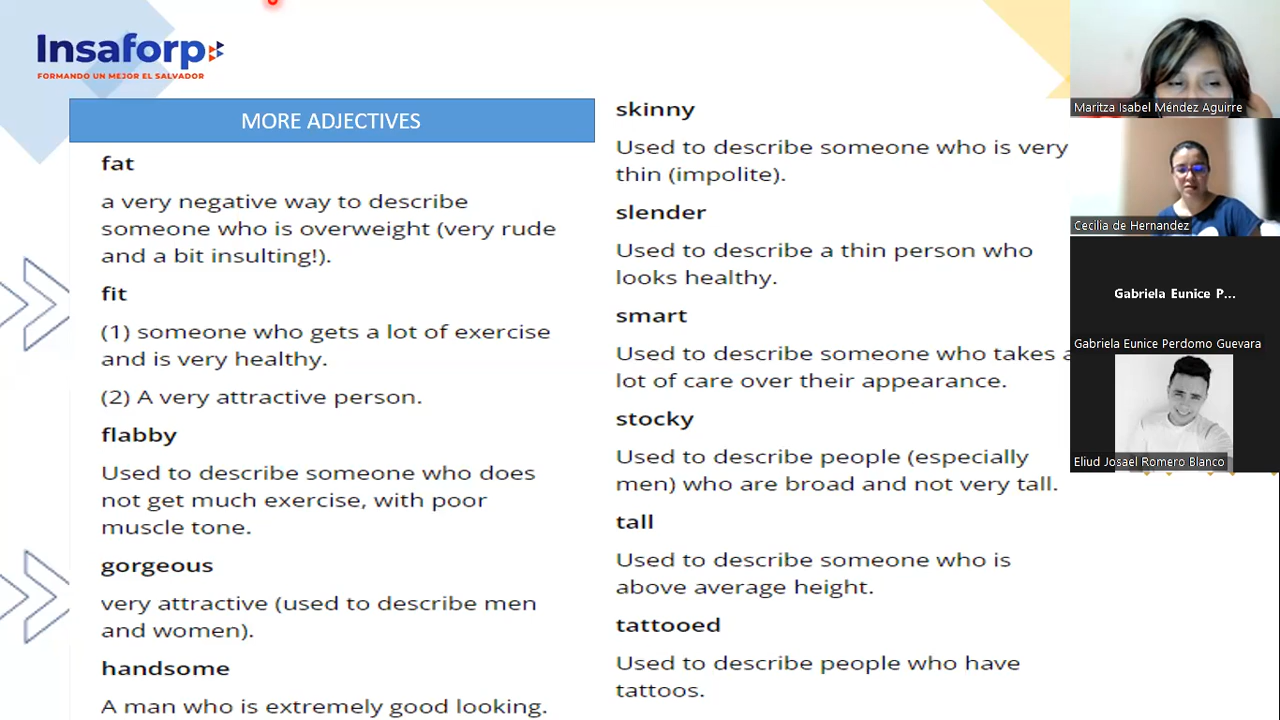 Insaforp
FORMANDO UN MEJOR EL SALVADOR
MORE ADJECTIVES
fat
a very negative way to describe
someone who is overweight (very rude
and a bit insulting!).
fit
(1) someone who gets a lot of exercise
and is very healthy.
(2) A very attractive person.
flabby
Used to describe someone who does
not get much exercise, with poor
muscle tone.
gorgeous
very attractive (used to describe men
and women).
handsome
A man who is extremely good looking.
skinny
Used to describe someone who is very
thin (impolite).
slender
Used to describe a thin person who
looks healthy.
smart
Used to describe someone who takes a
lot of care over their appearance.
stocky
Used to describe people (especially
men) who are broad and not very tall.
tall
Used to describe someone who is
above average height.
tattooed
Used to describe people who have
tattoos.
Maritza Isabel Méndez Aguirre
Cecilia de Hernandez
Gabriela Eunice P...
Gabriela Eunice Perdomo Guevara
Eliud Josael Romero Blanco